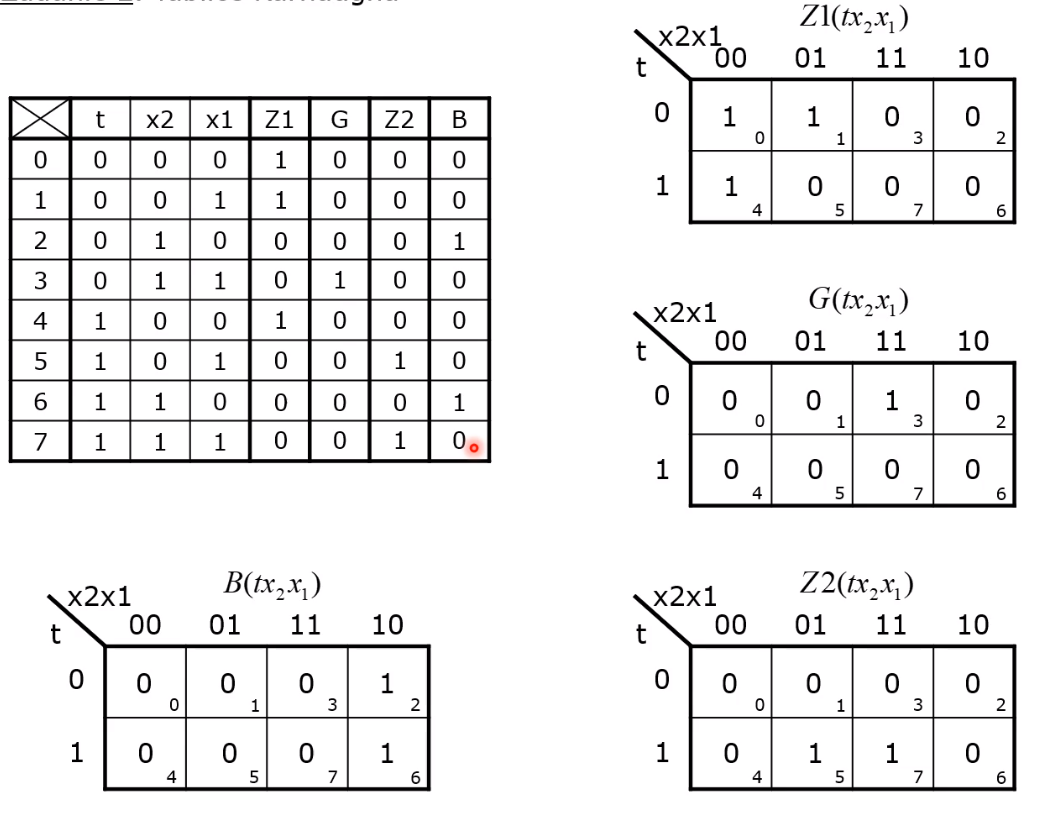 Zadanie 2. Tablice Karnaugha
t x2 x1 Z1 G Z2 B
0 0 0 0 1 0 0 0
1 0 0 1 1 0 0 0
2 0 1 0 0 0 0 1
3 0 1 1 0 1 0 0
4 1 0 0 1 0 0 0
5 1 0 1 0 0 1 0
6 1 1 0 0 0 0 1
7 1 1 1 0 0 1 0
Z1(tx₂x₁)
x2x1
t
00 01 11 10
0 1 0 1 1 0 3 0 2
1 1 4 0 5 0 7 0 6
G(tx₂x₁)
x2x1
t
00 01 11 10
0 0 0 0 1 1 3 0 2
1 0 4 0 5 0 7 0 6
B(tx₂x₁)
x2x1
t
00 01 11 10
0 0 0 0 1 0 3 1 2
1 0 4 0 5 0 7 1 6
Z2(tx₂x₁)
x2x1
t
00 01 11 10
0 0 0 0 1 0 3 0 2
1 0 4 1 5 1 7 0 6